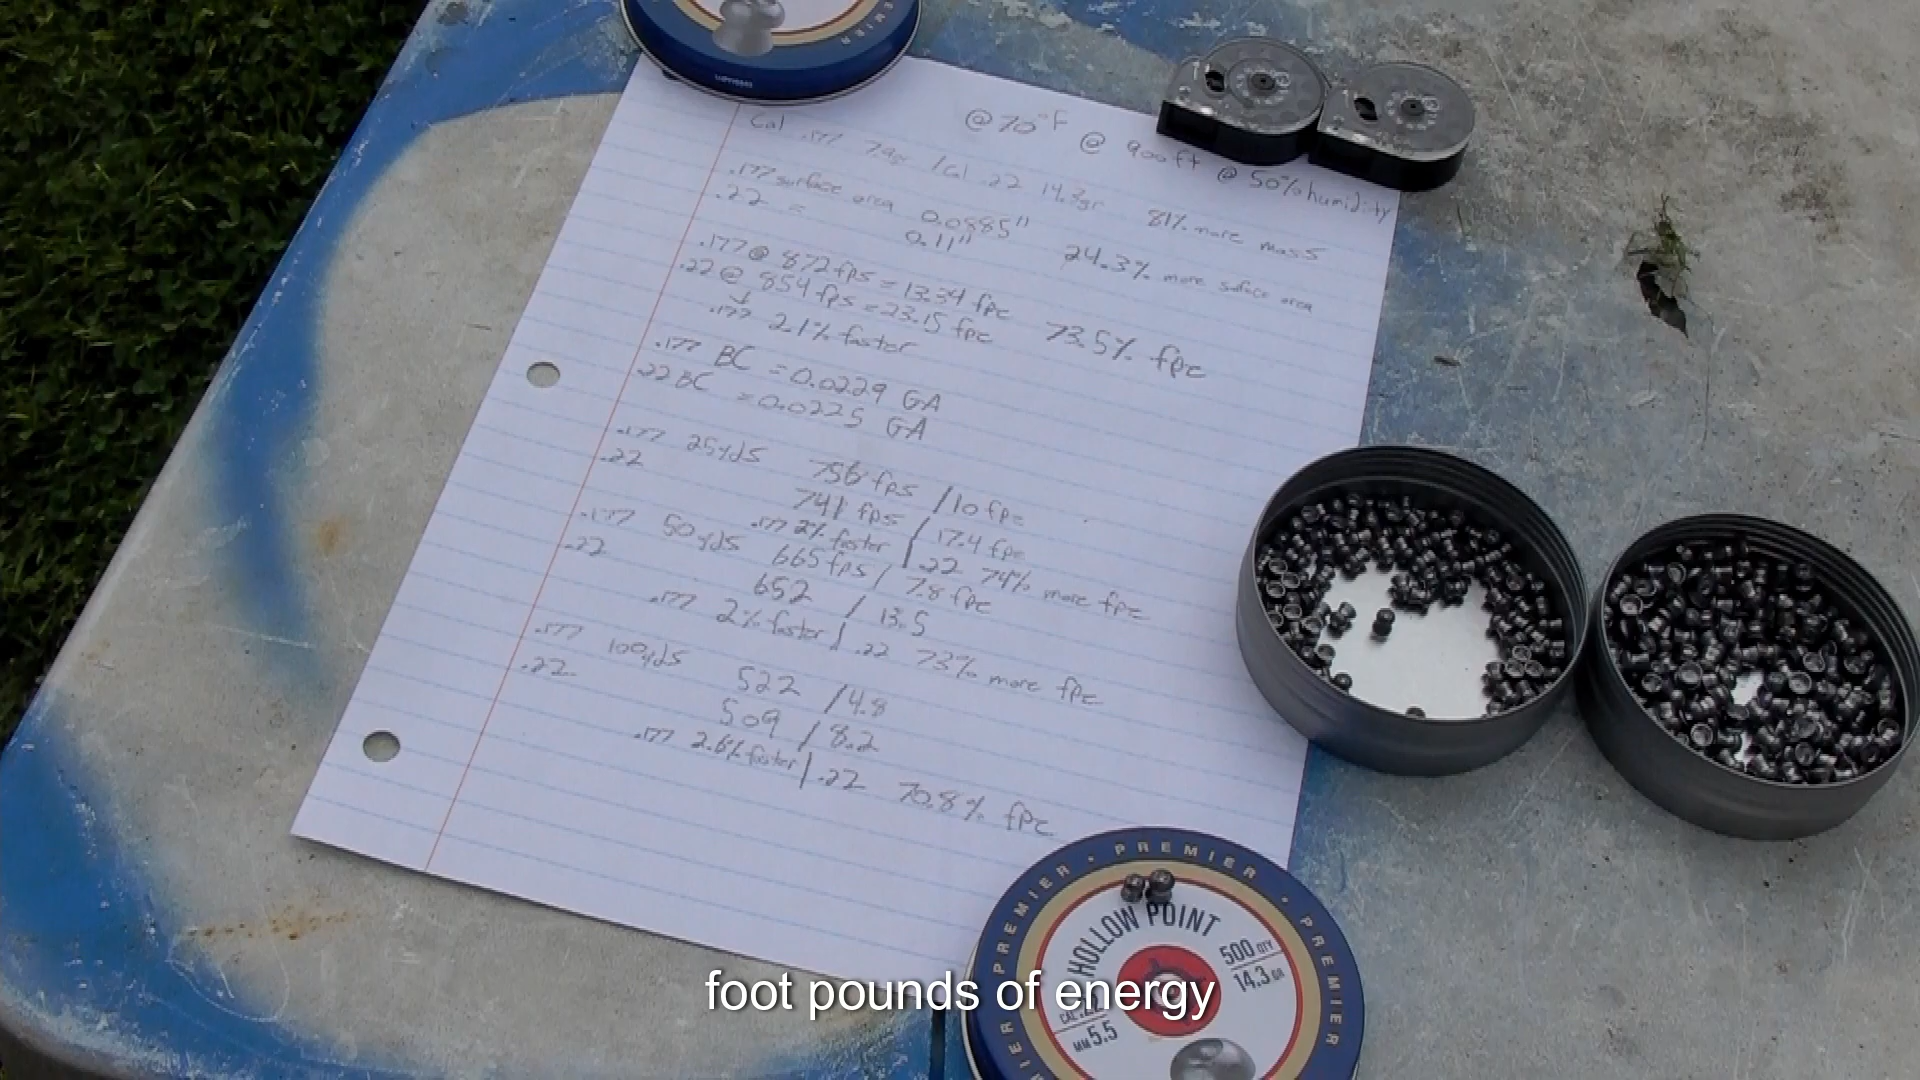 @ 70°F @ 900ft @ 50% humidity
Cal .177 7.9gr / Cal .22 14.3gr 81% more mass
.177 surface area 0.0885"
.22 = 0.11" 24.3% more surface area
.177 @ 872 fps = 13.34 fpe
.22 @ 854 fps = 23.15 fpe 73.5% fpe
.177 2.1% faster
.177 BC = 0.0229 GA
.22 BC = 0.0225 GA
.177 25yds 756 fps / 10 fpe
.22 741 fps / 17.4 fpe
.177 2% faster | .22 74% more fpe
.177 50yds 665 fps / 7.8 fpe
.22 652 / 13.5
.177 2% faster | .22 73% more fpe
.177 100yds 522 / 4.8
.22 509 / 8.2
.177 2.6% faster | .22 70.8% fpe
PREMIER • PREMIER • PREMIER
HOLLOW POINT
500 QTY
14.3 GR
CAL .22
MM 5.5
foot pounds of energy